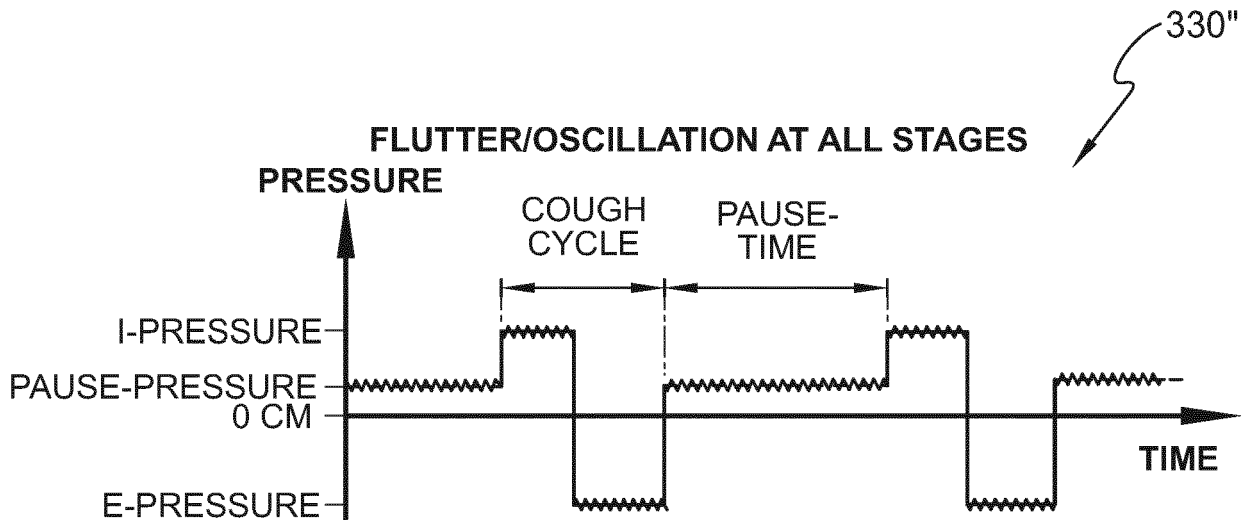 330"
FLUTTER/OSCILLATION AT ALL STAGES
PRESSURE
COUGH
CYCLE
PAUSE-
TIME
I-PRESSURE
PAUSE-PRESSURE
0 CM
TIME
E-PRESSURE